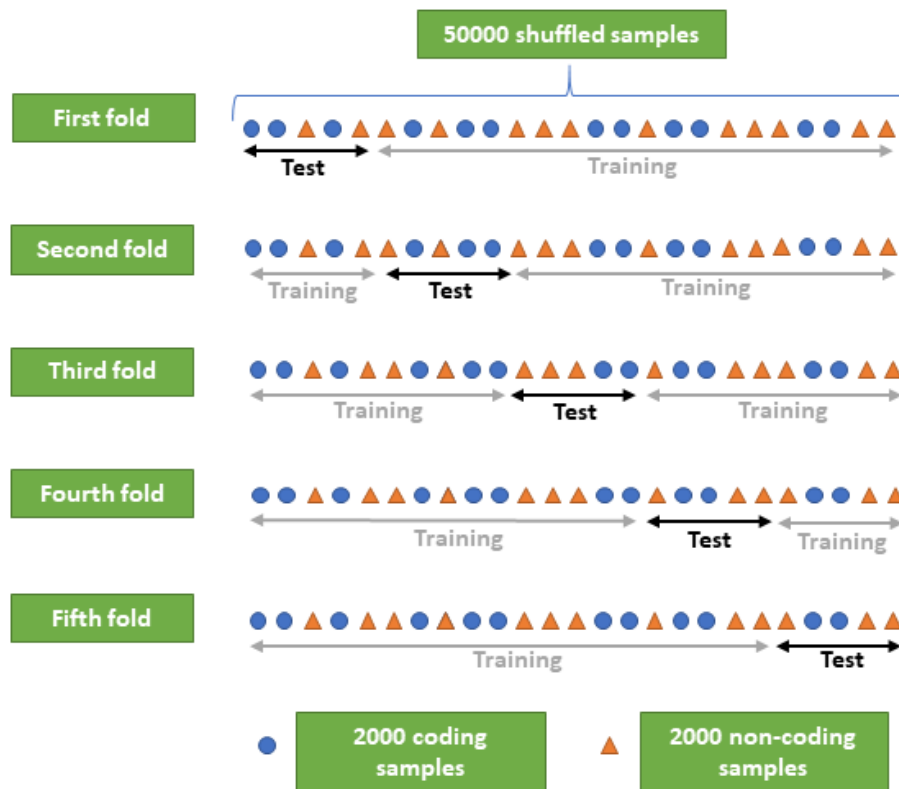 50000 shuffled samples
First fold
Test
Training
Second fold
Training
Test
Training
Third fold
Training
Test
Training
Fourth fold
Training
Test
Training
Fifth fold
Training
Test
2000 coding
samples
2000 non-coding
samples